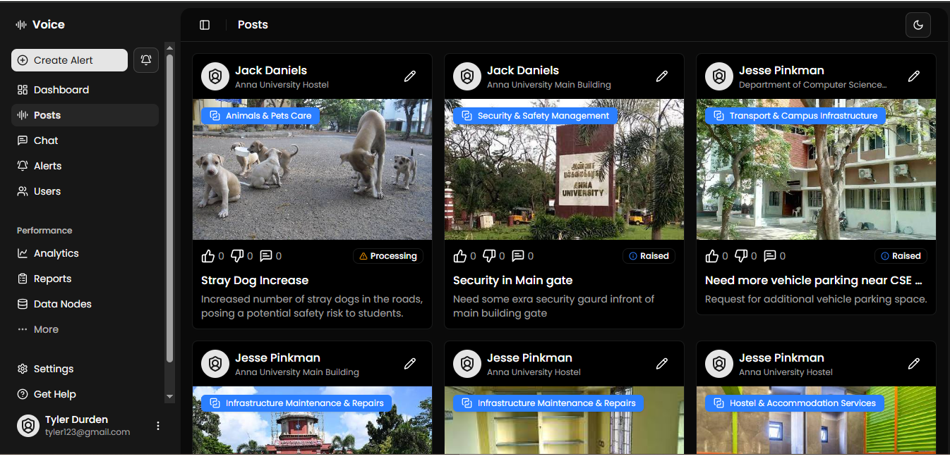 Voice
Create Alert
Dashboard
Posts
Chat
Alerts
Users
Performance
Analytics
Reports
Data Nodes
More
Settings
Get Help
Tyler Durden
tyler123@gmail.com
Posts
Jack Daniels
Anna University Hostel
Animals & Pets Care
0 0 0 Processing
Stray Dog Increase
Increased number of stray dogs in the roads,
posing a potential safety risk to students.
Jack Daniels
Anna University Main Building
Security & Safety Management
ANNA
UNIVERSITY
0 0 0 Raised
Security in Main gate
Need some exra security gaurd infront of
main building gate
Jesse Pinkman
Department of Computer Science...
Transport & Campus Infrastructure
0 0 0 Raised
Need more vehicle parking near CSE ...
Request for additional vehicle parking space.
Jesse Pinkman
Anna University Main Building
Infrastructure Maintenance & Repairs
Jesse Pinkman
Anna University Hostel
Infrastructure Maintenance & Repairs
Jesse Pinkman
Anna University Hostel
Hostel & Accommodation Services